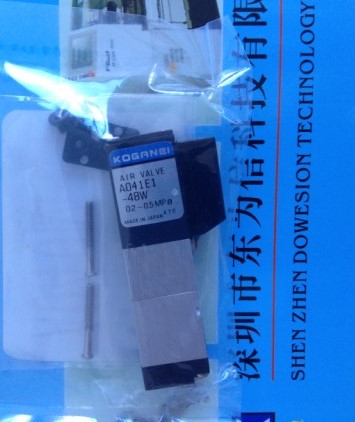 KOGANEI
AIR VALVE
A041E1
-48W
0.2-0.5MPa
MADE IN JAPAN
深圳市东为信科技有限
SHEN ZHEN DOWESION TECHNOLOGY